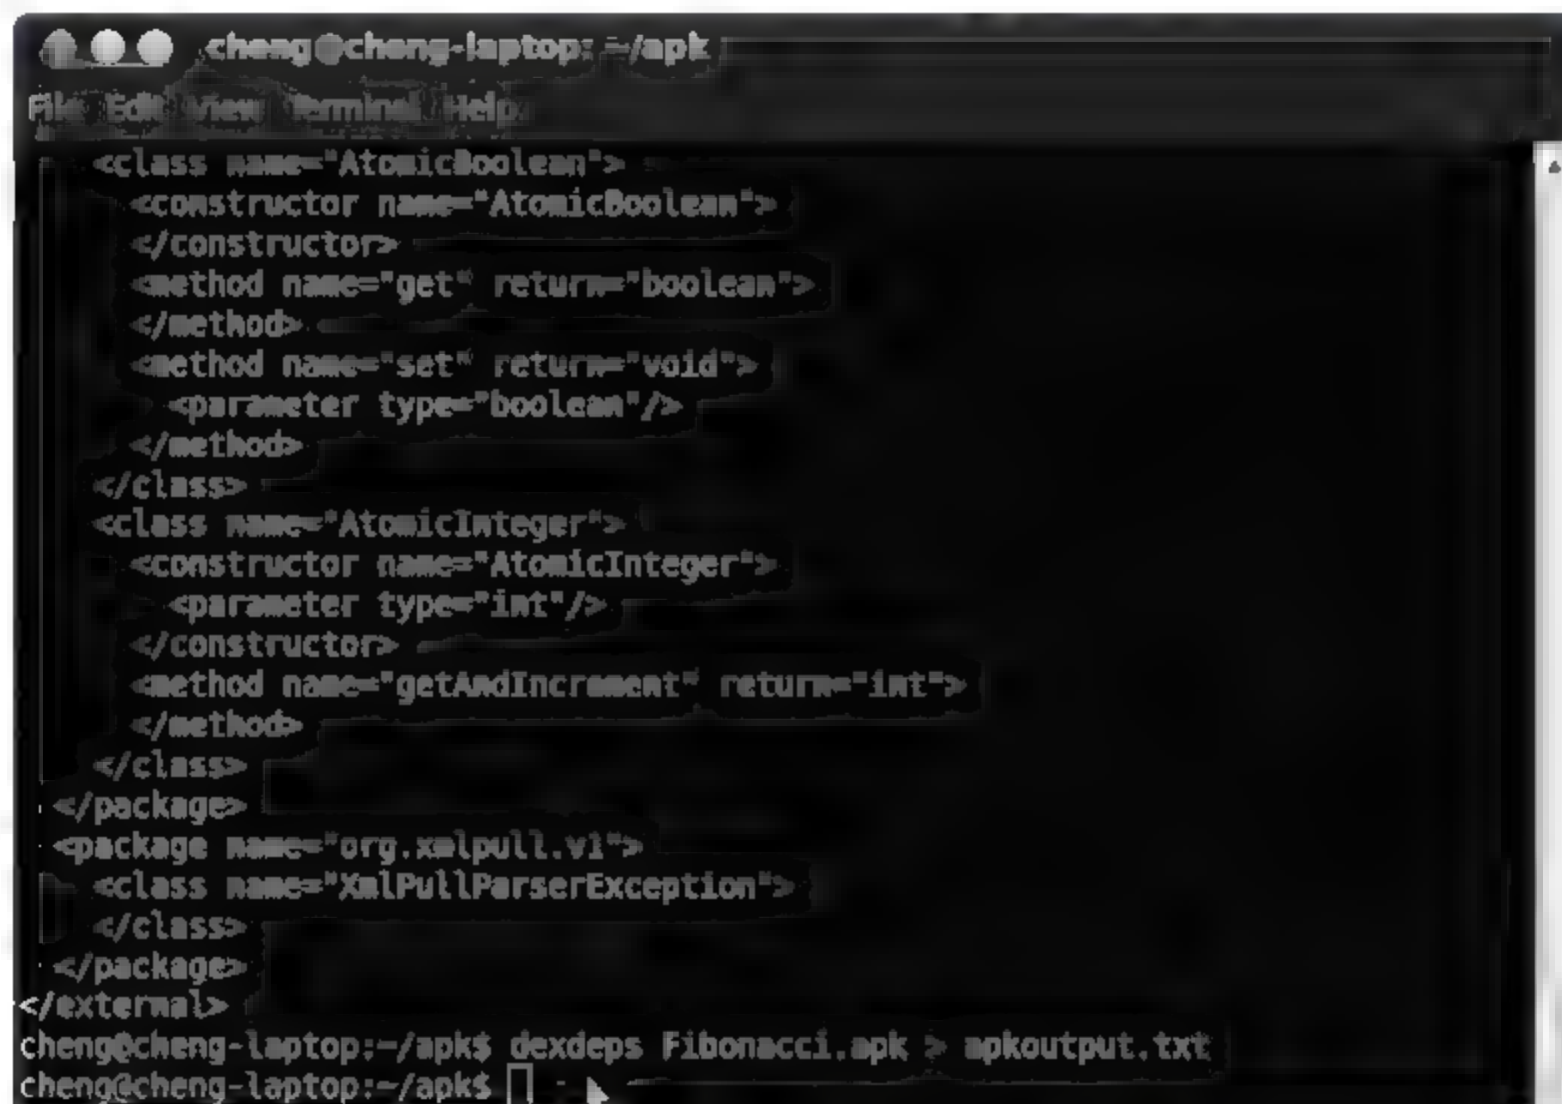 cheng@cheng-laptop: ~/apk
File Edit View Terminal Help
<class name="AtomicBoolean">
<constructor name="AtomicBoolean">
</constructor>
<method name="get" return="boolean">
</method>
<method name="set" return="void">
<parameter type="boolean"/>
</method>
</class>
<class name="AtomicInteger">
<constructor name="AtomicInteger">
<parameter type="int"/>
</constructor>
<method name="getAndIncrement" return="int">
</method>
</class>
</package>
<package name="org.xmlpull.v1">
<class name="XmlPullParserException">
</class>
</package>
</external>
cheng@cheng-laptop:~/apk$ dexdeps Fibonacci.apk > apkoutput.txt
cheng@cheng-laptop:~/apk$